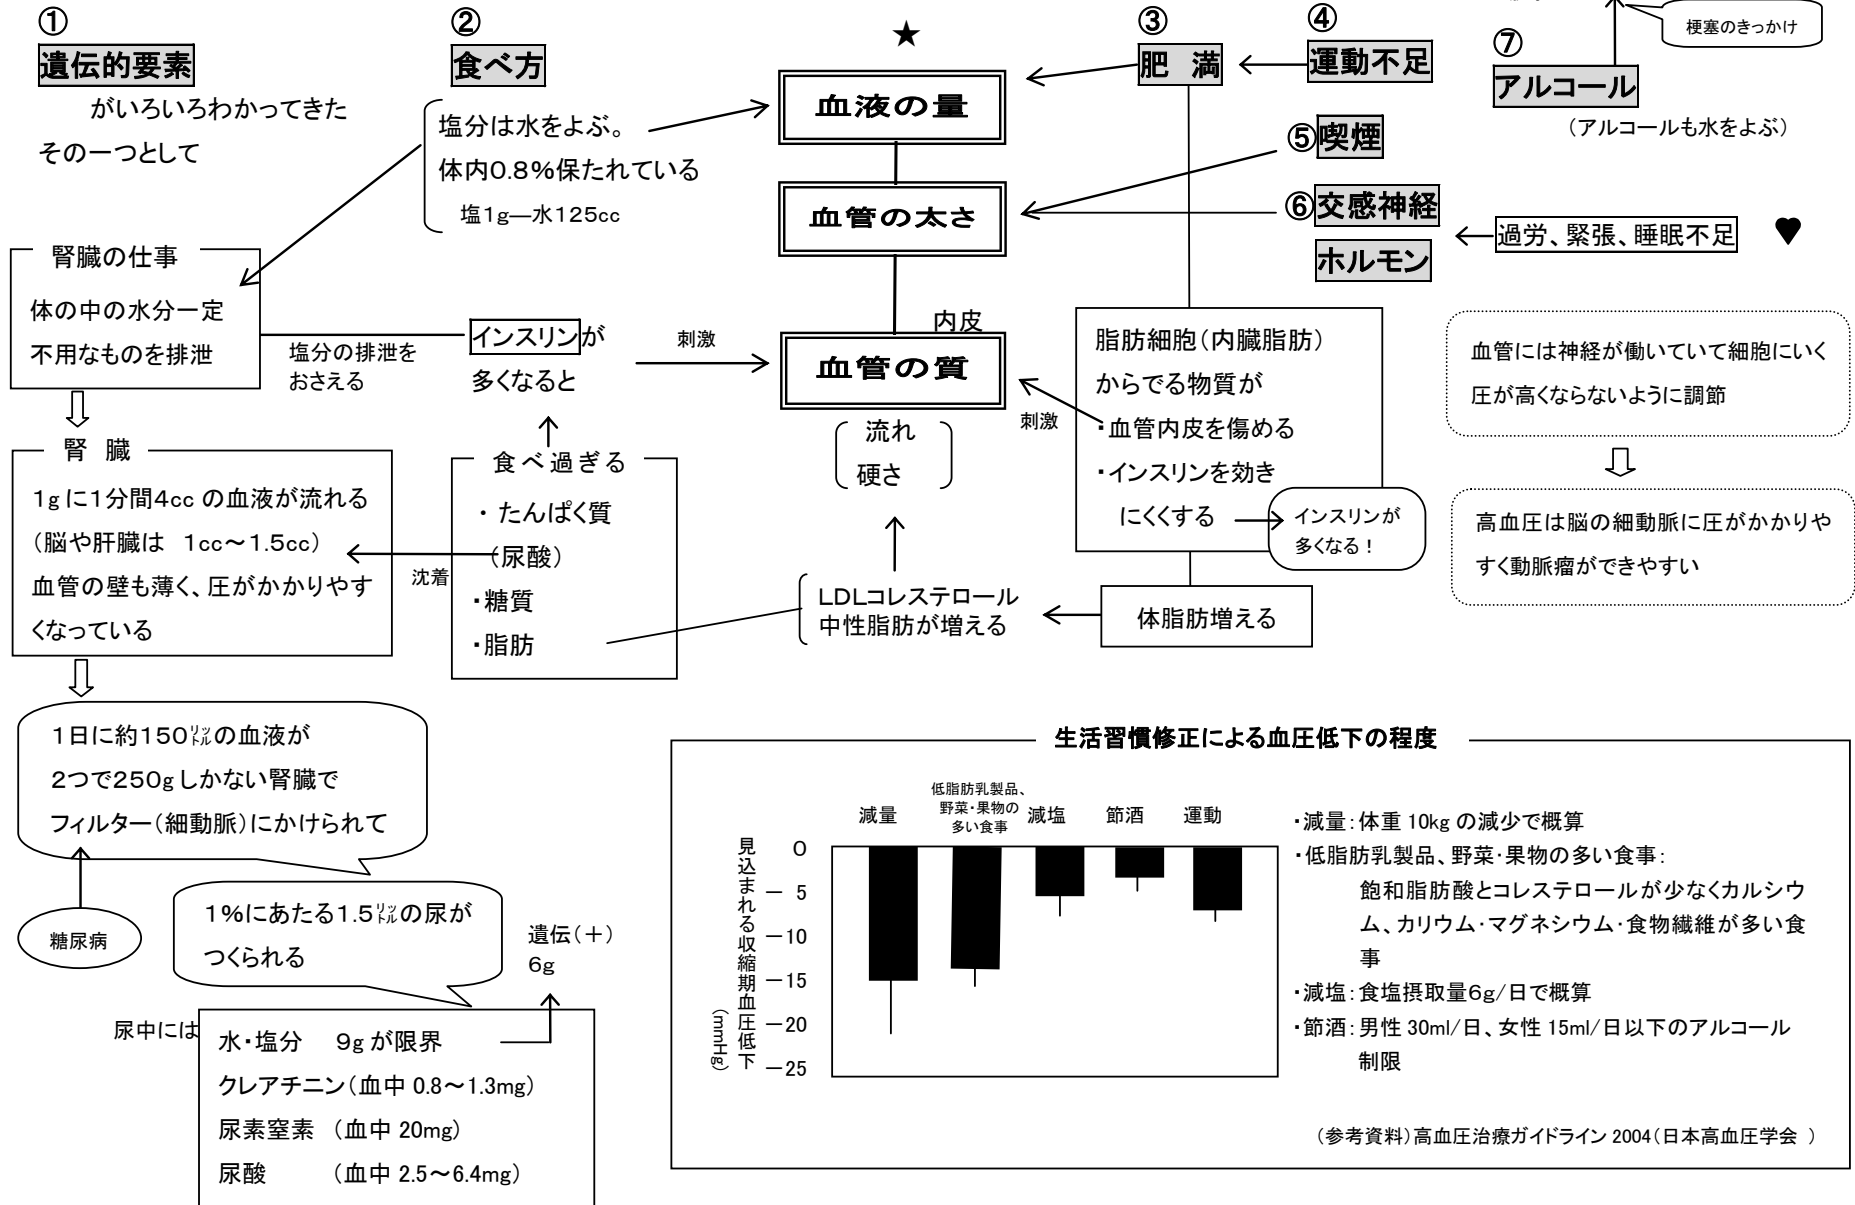 ①
遺伝的要素
がいろいろわかってきた
その一つとして
②
食べ方
塩分は水をよぶ。
体内0.8%保たれている
塩1g―水125cc
★
血液の量
血管の太さ
内皮
血管の質
流れ
硬さ
③
肥 満
④
運動不足
⑤喫煙
⑥交感神経
ホルモン
過労、緊張、睡眠不足 ♥
梗塞のきっかけ
⑦
アルコール
（アルコールも水をよぶ）
腎臓の仕事
体の中の水分一定
不用なものを排泄
塩分の排泄を
おさえる
インスリンが
多くなると
刺激
腎 臓
1gに1分間4ccの血液が流れる
（脳や肝臓は 1cc～1.5cc）
血管の壁も薄く、圧がかかりやす
くなっている
沈着
食べ過ぎる
・たんぱく質
（尿酸）
・糖質
・脂肪
LDLコレステロール
中性脂肪が増える
脂肪細胞（内臓脂肪）
からでる物質が
・血管内皮を傷める
・インスリンを効き
にくくする
刺激
インスリンが
多くなる！
体脂肪増える
血管には神経が働いていて細胞にいく
圧が高くならないように調節
高血圧は脳の細動脈に圧がかかりや
すく動脈瘤ができやすい
1日に約150㍑の血液が
2つで250gしかない腎臓で
フィルター（細動脈）にかけられて
糖尿病
1%にあたる1.5㍑の尿が
つくられる
遺伝（＋）
6g
尿中には
水・塩分 9gが限界
クレアチニン（血中 0.8～1.3mg）
尿素窒素 （血中 20mg）
尿酸 （血中 2.5～6.4mg）
生活習慣修正による血圧低下の程度
減量
低脂肪乳製品、
野菜・果物の
多い食事
減塩
節酒
運動
見込まれる収縮期血圧低下
（mmHg）
0
－5
－10
－15
－20
－25
・減量：体重 10kg の減少で概算
・低脂肪乳製品、野菜・果物の多い食事：
飽和脂肪酸とコレステロールが少なくカルシウ
ム、カリウム・マグネシウム・食物繊維が多い食
事
・減塩：食塩摂取量6g/日で概算
・節酒：男性 30ml/日、女性 15ml/日以下のアルコール
制限
（参考資料）高血圧治療ガイドライン 2004（日本高血圧学会 ）